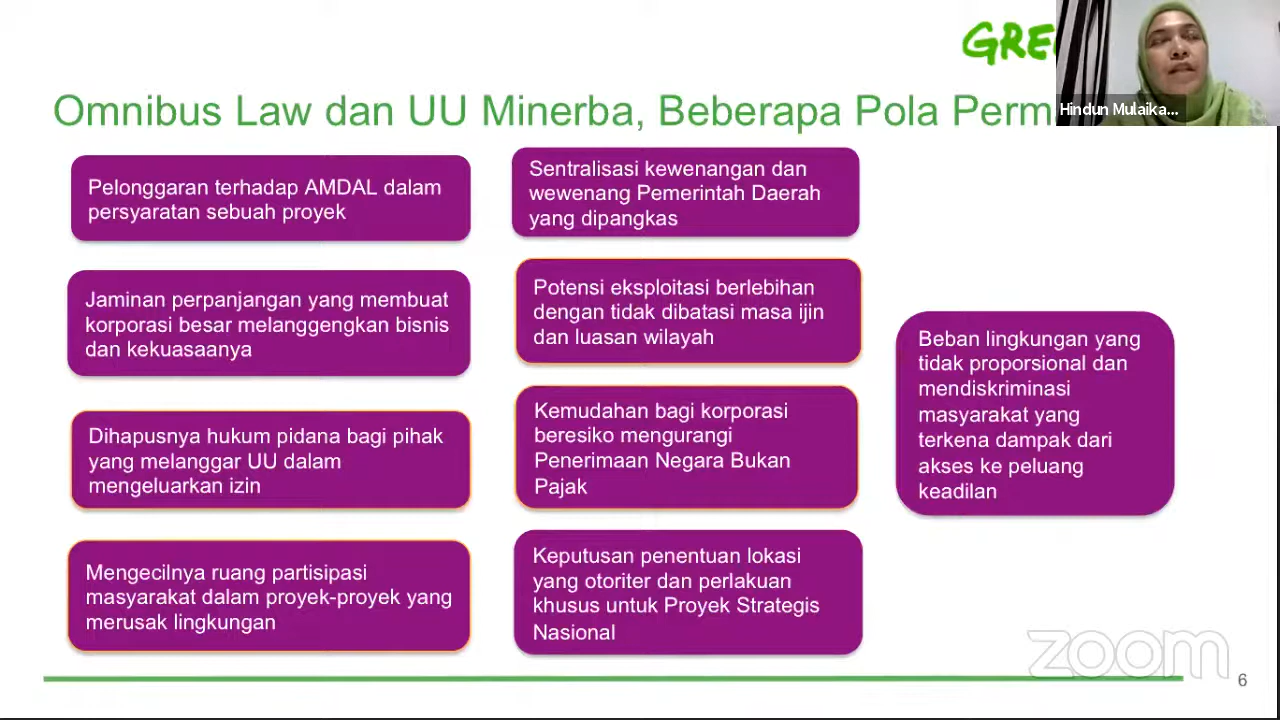 Hindun Mulaika...
Omnibus Law dan UU Minerba, Beberapa Pola
Pelonggaran terhadap AMDAL dalam
persyaratan sebuah proyek
Jaminan perpanjangan yang membuat
korporasi besar melanggengkan bisnis
dan kekuasaanya
Dihapusnya hukum pidana bagi pihak
yang melanggar UU dalam
mengeluarkan izin
Mengecilnya ruang partisipasi
masyarakat dalam proyek-proyek yang
merusak lingkungan
Sentralisasi kewenangan dan
wewenang Pemerintah Daerah
yang dipangkas
Potensi eksploitasi berlebihan
dengan tidak dibatasi masa ijin
dan luasan wilayah
Kemudahan bagi korporasi
beresiko mengurangi
Penerimaan Negara Bukan
Pajak
Keputusan penentuan lokasi
yang otoriter dan perlakuan
khusus untuk Proyek Strategis
Nasional
Beban lingkungan yang
tidak proporsional dan
mendiskriminasi
masyarakat yang
terkena dampak dari
akses ke peluang
keadilan
zoom
6